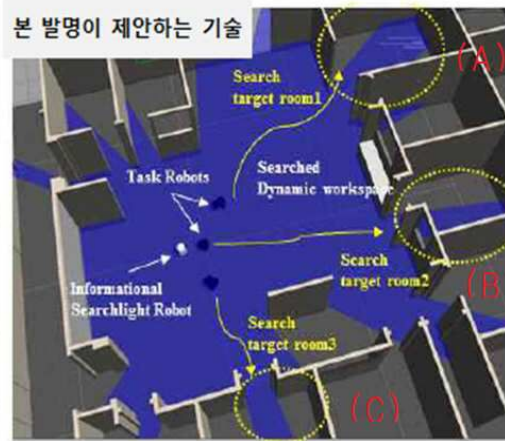 본 발명이 제안하는 기술
(A)
Search
target room1
Task Robots
Searched
Dynamic workspace
(B)
Search
target room2
Informational
Searchlight Robot
Search
target room3
(C)